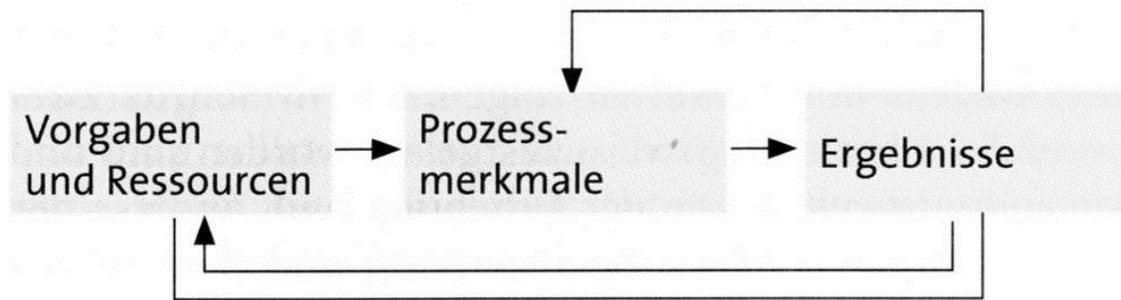 Vorgaben
und Ressourcen
Prozess-
merkmale
Ergebnisse